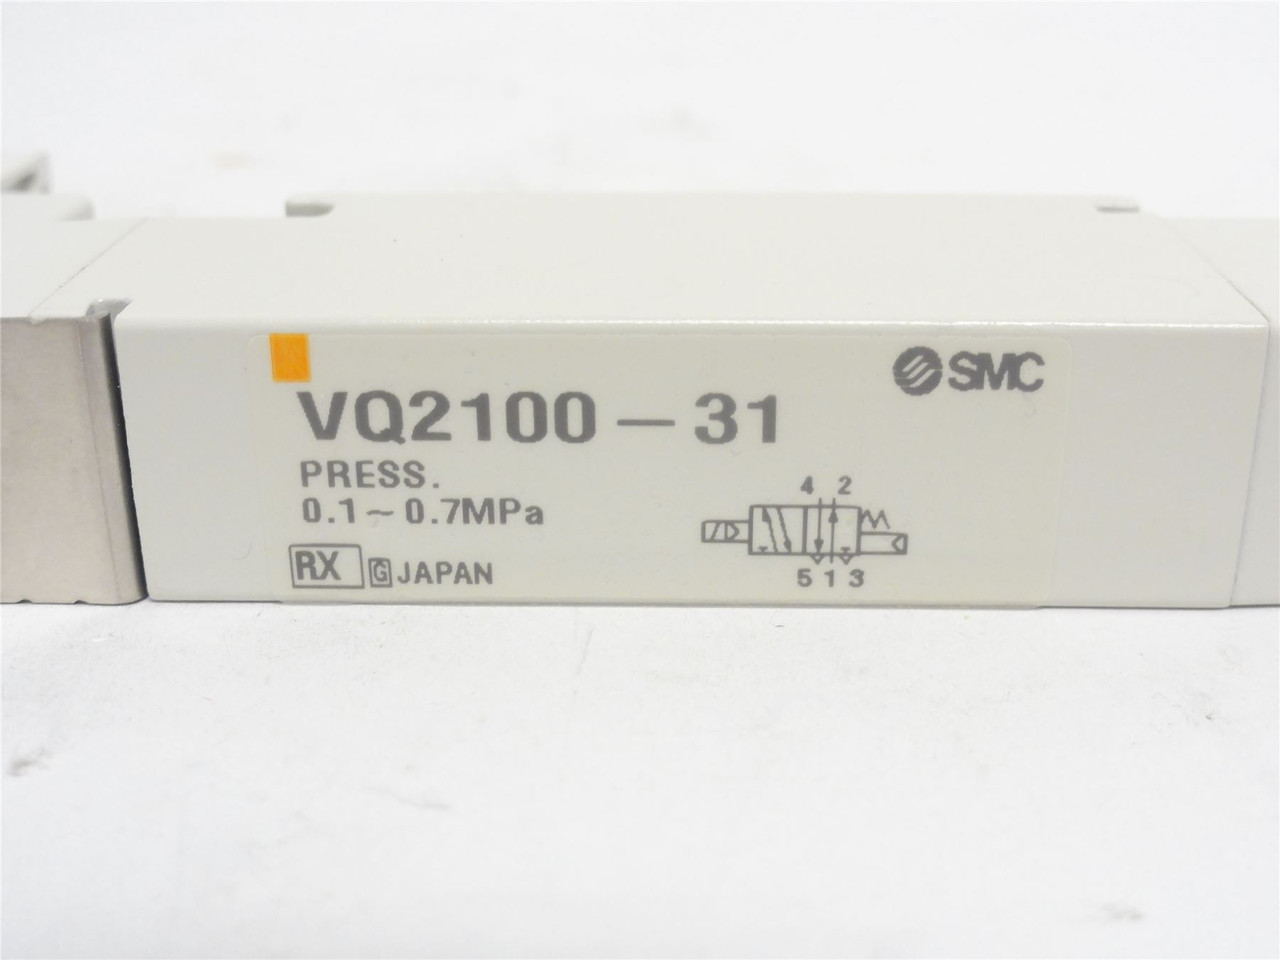 SMC
VQ2100-31
PRESS.
0.1~0.7MPa
4 2
RX G JAPAN
5 1 3